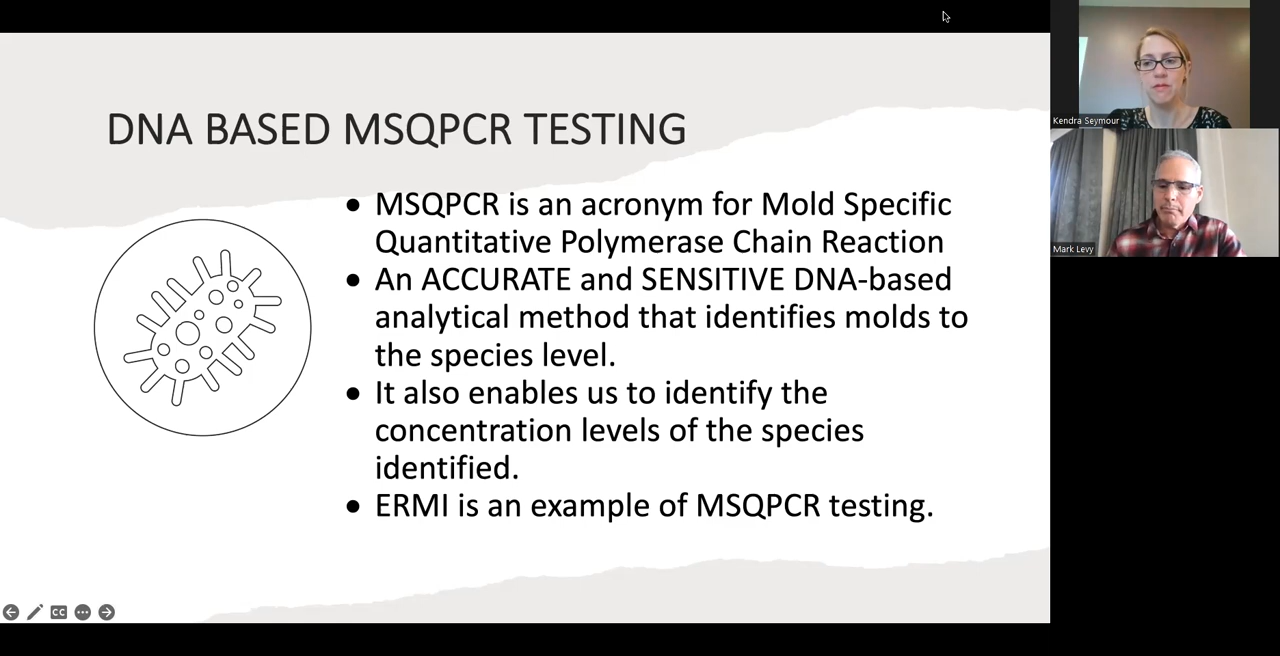 DNA BASED MSQPCR TESTING
• MSQPCR is an acronym for Mold Specific
Quantitative Polymerase Chain Reaction
• An ACCURATE and SENSITIVE DNA-based
analytical method that identifies molds to
the species level.
• It also enables us to identify the
concentration levels of the species
identified.
• ERMI is an example of MSQPCR testing.
CC
Kendra Seymour
Mark Levy